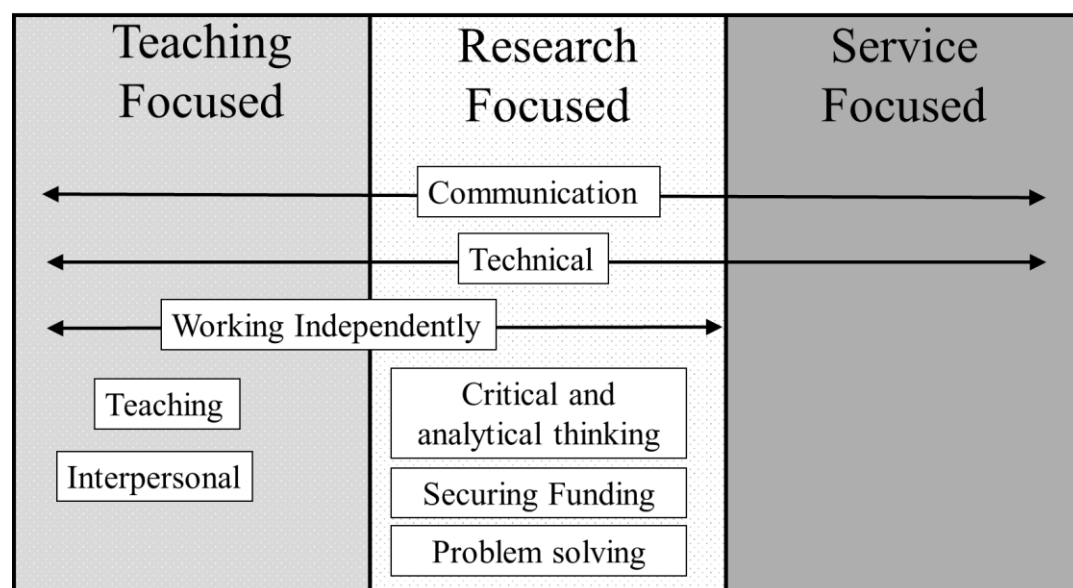 Teaching
Focused
Research
Focused
Service
Focused
Communication
Technical
Working Independently
Teaching
Interpersonal
Critical and
analytical thinking
Securing Funding
Problem solving